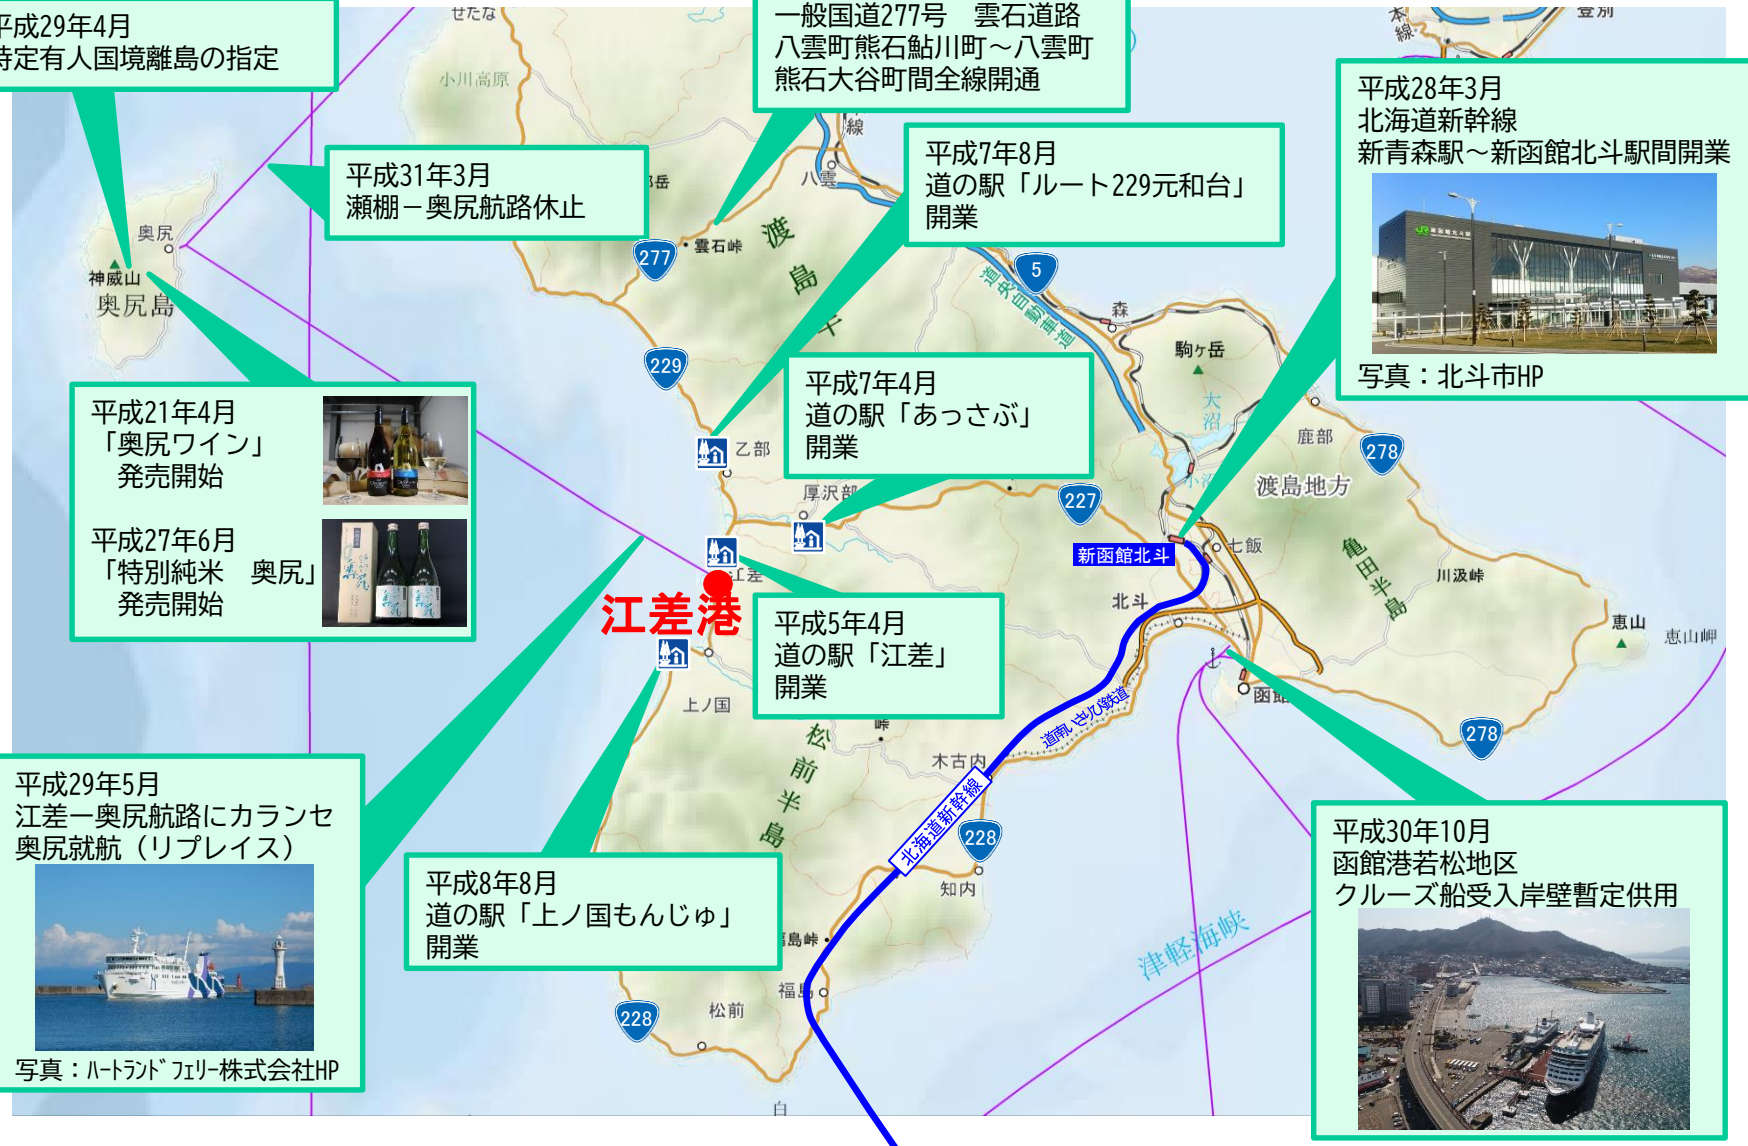 平成29年4月
特定有人国境離島の指定
一般国道277号　雲石道路
八雲町熊石鮎川町～八雲町
熊石大谷町間全線開通
平成28年3月
北海道新幹線
新青森駅～新函館北斗駅間開業
写真：北斗市HP
平成31年3月
瀬棚－奥尻航路休止
平成7年8月
道の駅「ルート229元和台」
開業
平成7年4月
道の駅「あっさぶ」
開業
平成21年4月
「奥尻ワイン」
発売開始
平成27年6月
「特別純米　奥尻」
発売開始
平成5年4月
道の駅「江差」
開業
平成29年5月
江差ー奥尻航路にカランセ
奥尻就航（リプレイス）
写真：ﾊｰﾄﾗﾝﾄﾞﾌｪﾘｰ株式会社HP
平成8年8月
道の駅「上ノ国もんじゅ」
開業
平成30年10月
函館港若松地区
クルーズ船受入岸壁暫定供用
せたな
小川高原
本線
登別
八雲
線
岳
雲石峠
277
渡島半
5
道央自動車道
森
駒ヶ岳
大沼
小沼
鹿部
278
渡島地方
亀田半島
川汲峠
恵山
恵山岬
奥尻
神威山
奥尻島
229
乙部
厚沢部
227
新函館北斗
七飯
北斗
江差
江差港
上ノ国
函館
278
道南いさりび鉄道
木古内
北海道新幹線
228
知内
松前半島
峠
島峠
福島
松前
228
津軽海峡
白